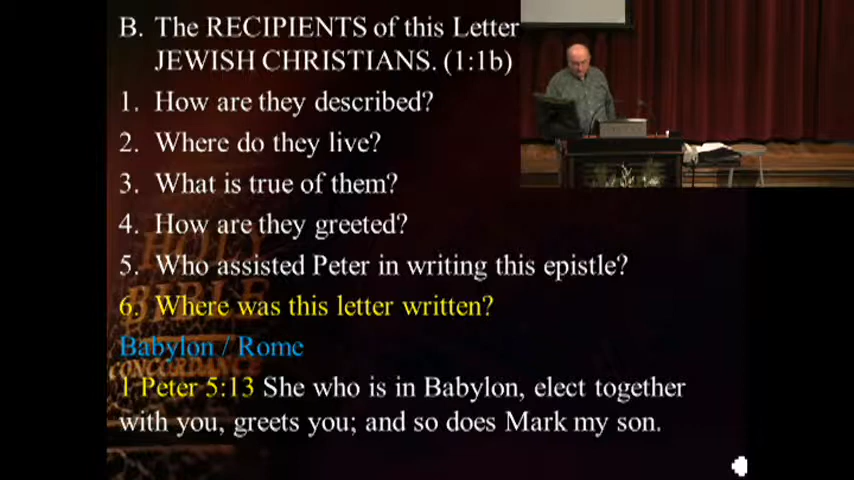 B. The RECIPIENTS of this Letter
JEWISH CHRISTIANS. (1:1b)
1. How are they described?
2. Where do they live?
3. What is true of them?
4. How are they greeted?
5. Who assisted Peter in writing this epistle?
6. Where was this letter written?
Babylon / Rome
1 Peter 5:13 She who is in Babylon, elect together
with you, greets you; and so does Mark my son.
HOLY
BIBLE
CONCORDANCE